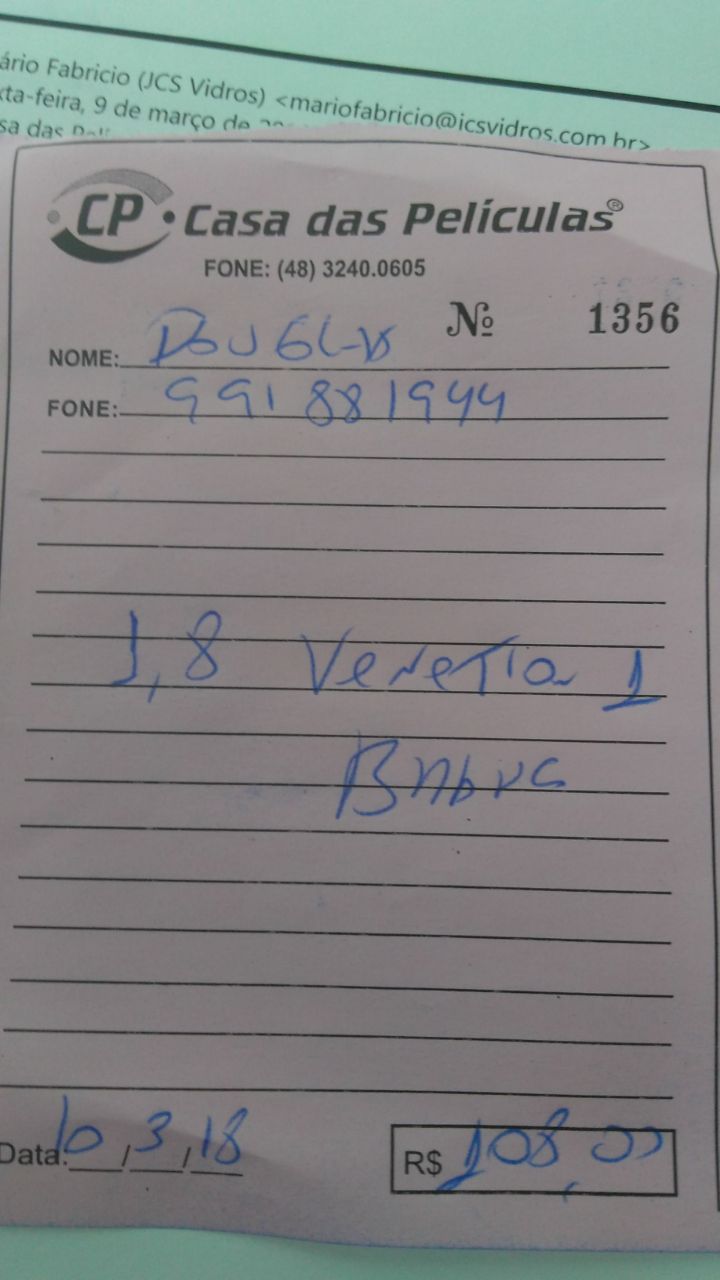 ário Fabricio (JCS Vidros) <mariofabricio@jcsvidros.com.br>
xta-feira, 9 de março de
sa das
CP Casa das Películas®
FONE: (48) 3240.0605
Nº 1356
NOME: DOUGLAS
FONE: 991881944
1,8 Venetia 1
R$ 108,00
Data: 10/3/18